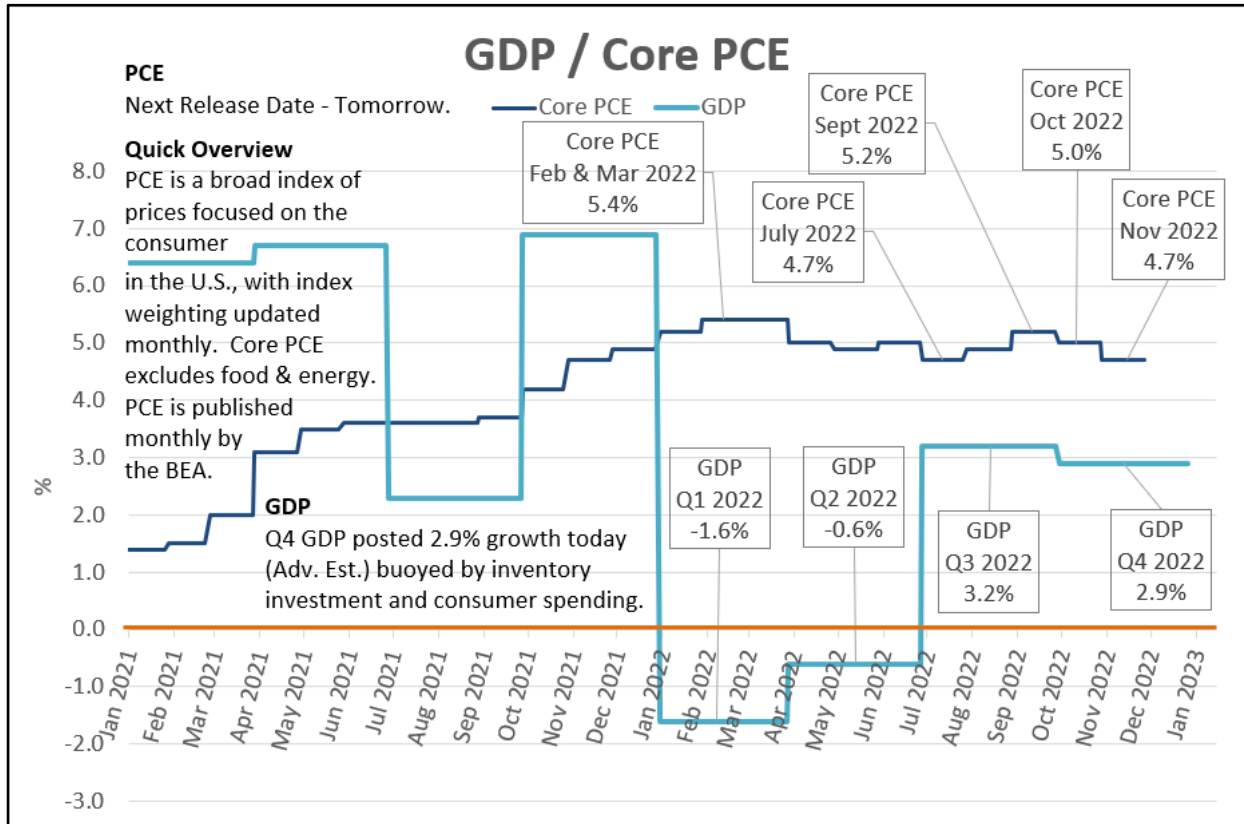 GDP / Core PCE
PCE
Next Release Date - Tomorrow.
Core PCE
GDP
Quick Overview
PCE is a broad index of
prices focused on the
consumer
in the U.S., with index
weighting updated
monthly.  Core PCE
excludes food & energy.
PCE is published
monthly by
the BEA.
GDP
Q4 GDP posted 2.9% growth today
(Adv. Est.) buoyed by inventory
investment and consumer spending.
Core PCE
Feb & Mar 2022
5.4%
Core PCE
July 2022
4.7%
Core PCE
Sept 2022
5.2%
Core PCE
Oct 2022
5.0%
Core PCE
Nov 2022
4.7%
GDP
Q1 2022
-1.6%
GDP
Q2 2022
-0.6%
GDP
Q3 2022
3.2%
GDP
Q4 2022
2.9%
%
8.0
7.0
6.0
5.0
4.0
3.0
2.0
1.0
0.0
-1.0
-2.0
-3.0
Jan 2021
Feb 2021
Mar 2021
Apr 2021
May 2021
Jun 2021
Jul 2021
Aug 2021
Sep 2021
Oct 2021
Nov 2021
Dec 2021
Jan 2022
Feb 2022
Mar 2022
Apr 2022
May 2022
Jun 2022
Jul 2022
Aug 2022
Sep 2022
Oct 2022
Nov 2022
Dec 2022
Jan 2023